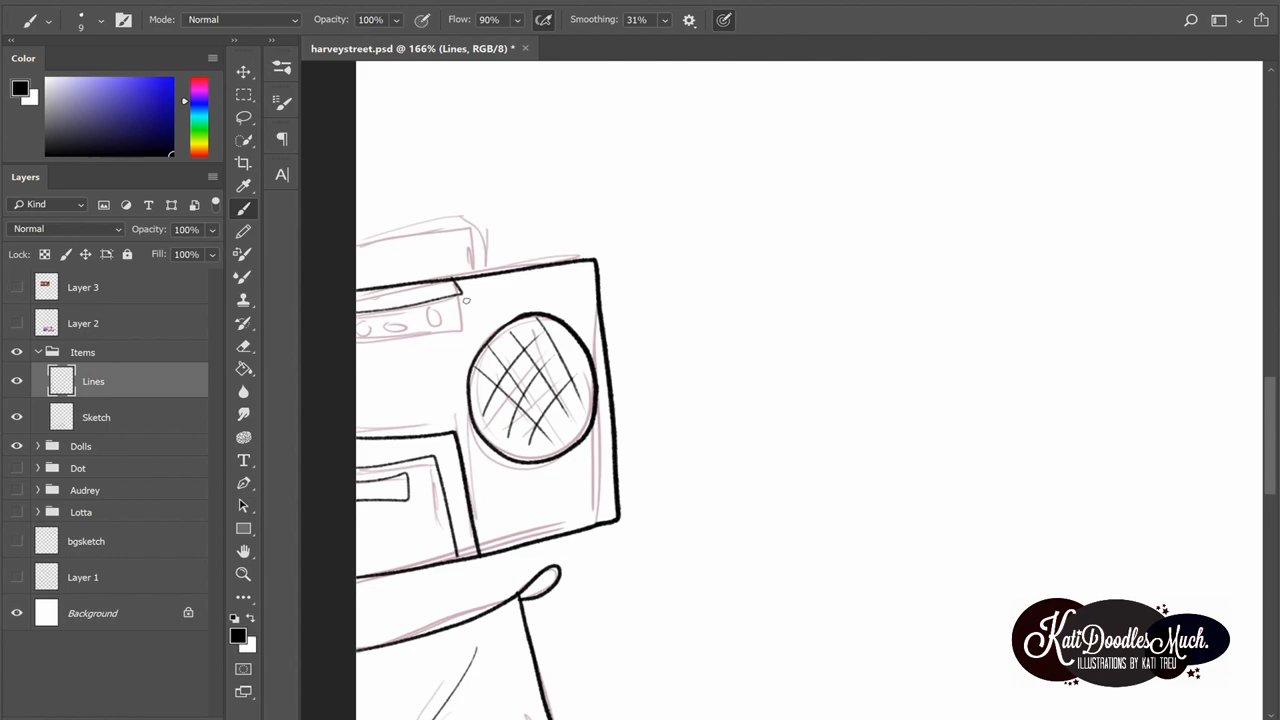 9
Mode: Normal
Opacity: 100%
Flow: 90%
Smoothing: 31%
harveystreet.psd @ 166% (Lines, RGB/8) *
Color
Layers
Kind
Normal
Opacity: 100%
Lock:
Fill: 100%
Layer 3
Layer 2
Items
Lines
Sketch
Dolls
Dot
Audrey
Lotta
bgsketch
Layer 1
Background
KatiDoodlesMuch.
ILLUSTRATIONS BY KATI TREU